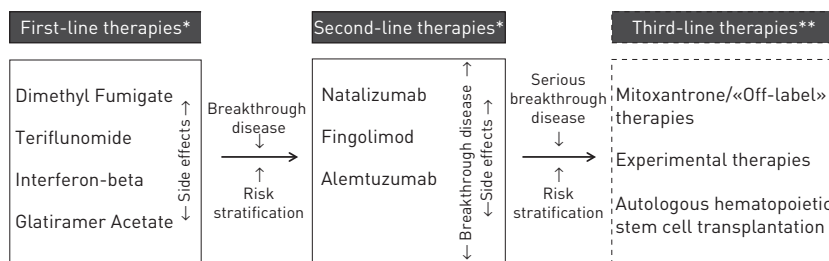 First-line therapies*
Dimethyl Fumigate
Teriflunomide
Interferon-beta
Glatiramer Acetate
← Side effects →
Breakthrough
disease
↓
→
↑
Risk
stratification
Second-line therapies*
Natalizumab
Fingolimod
Alemtuzumab
← Breakthrough disease →
← Side effects →
Serious
breakthrough
disease
↓
→
↑
Risk
stratification
Third-line therapies**
Mitoxantrone/«Off-label»
therapies
Experimental therapies
Autologous hematopoietic
stem cell transplantation